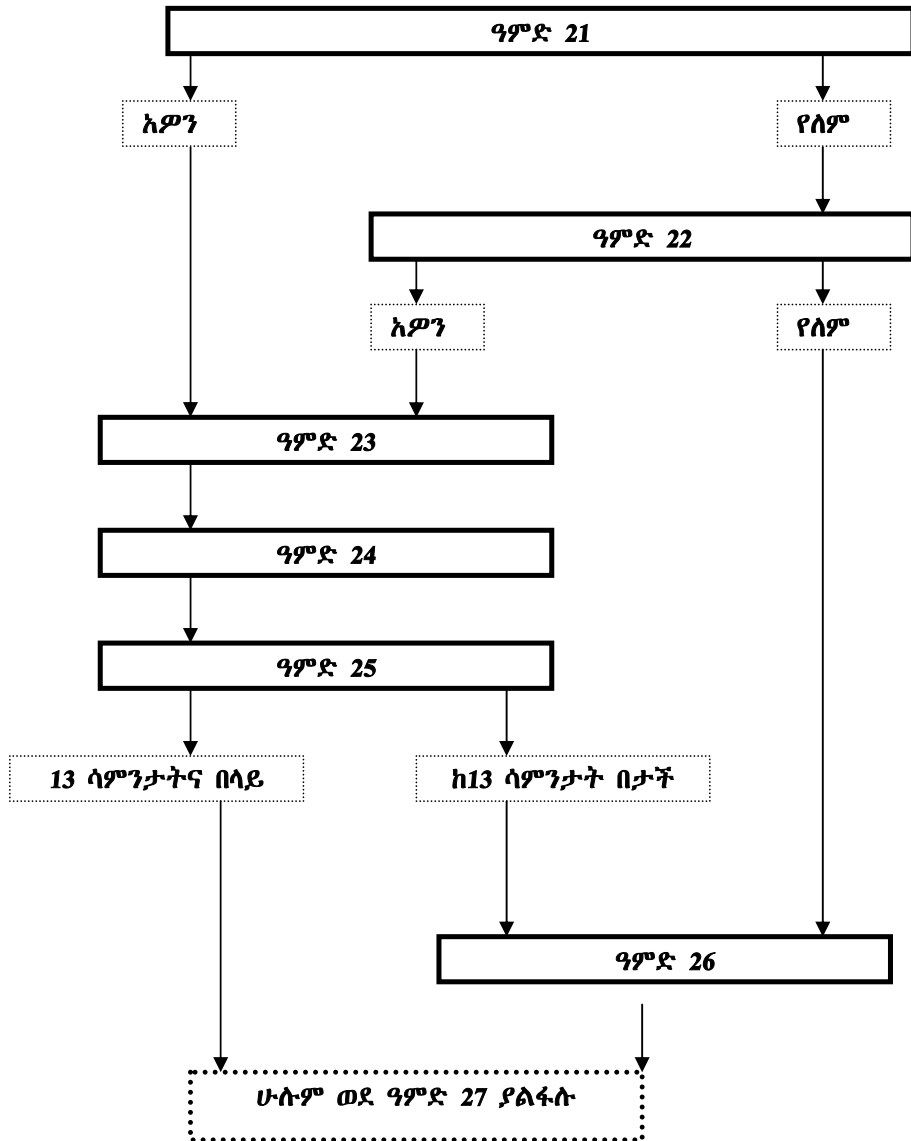 ዓምድ 21
አዎን
የለም
ዓምድ 22
አዎን
የለም
ዓምድ 23
ዓምድ 24
ዓምድ 25
13 ሳምንታትና በላይ
ከ13 ሳምንታት በታች
ዓምድ 26
ሁሉም ወደ ዓምድ 27 ያልፋሉ